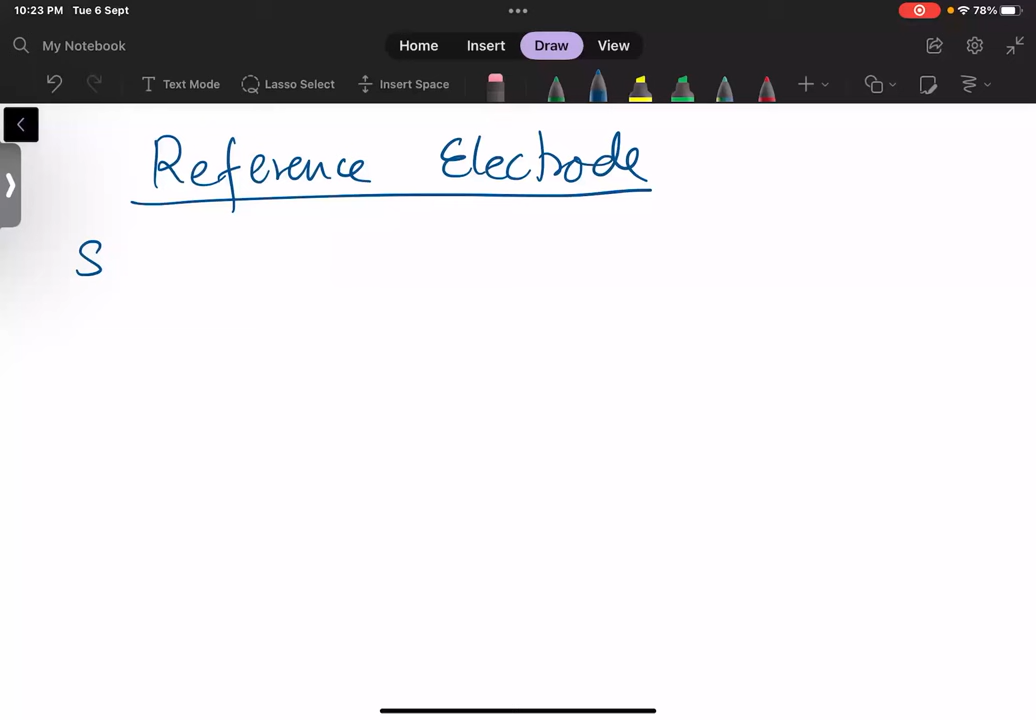 10:23 PM Tue 6 Sept 78%
My Notebook Home Insert Draw View
Text Mode Lasso Select Insert Space
Reference Electrode
S